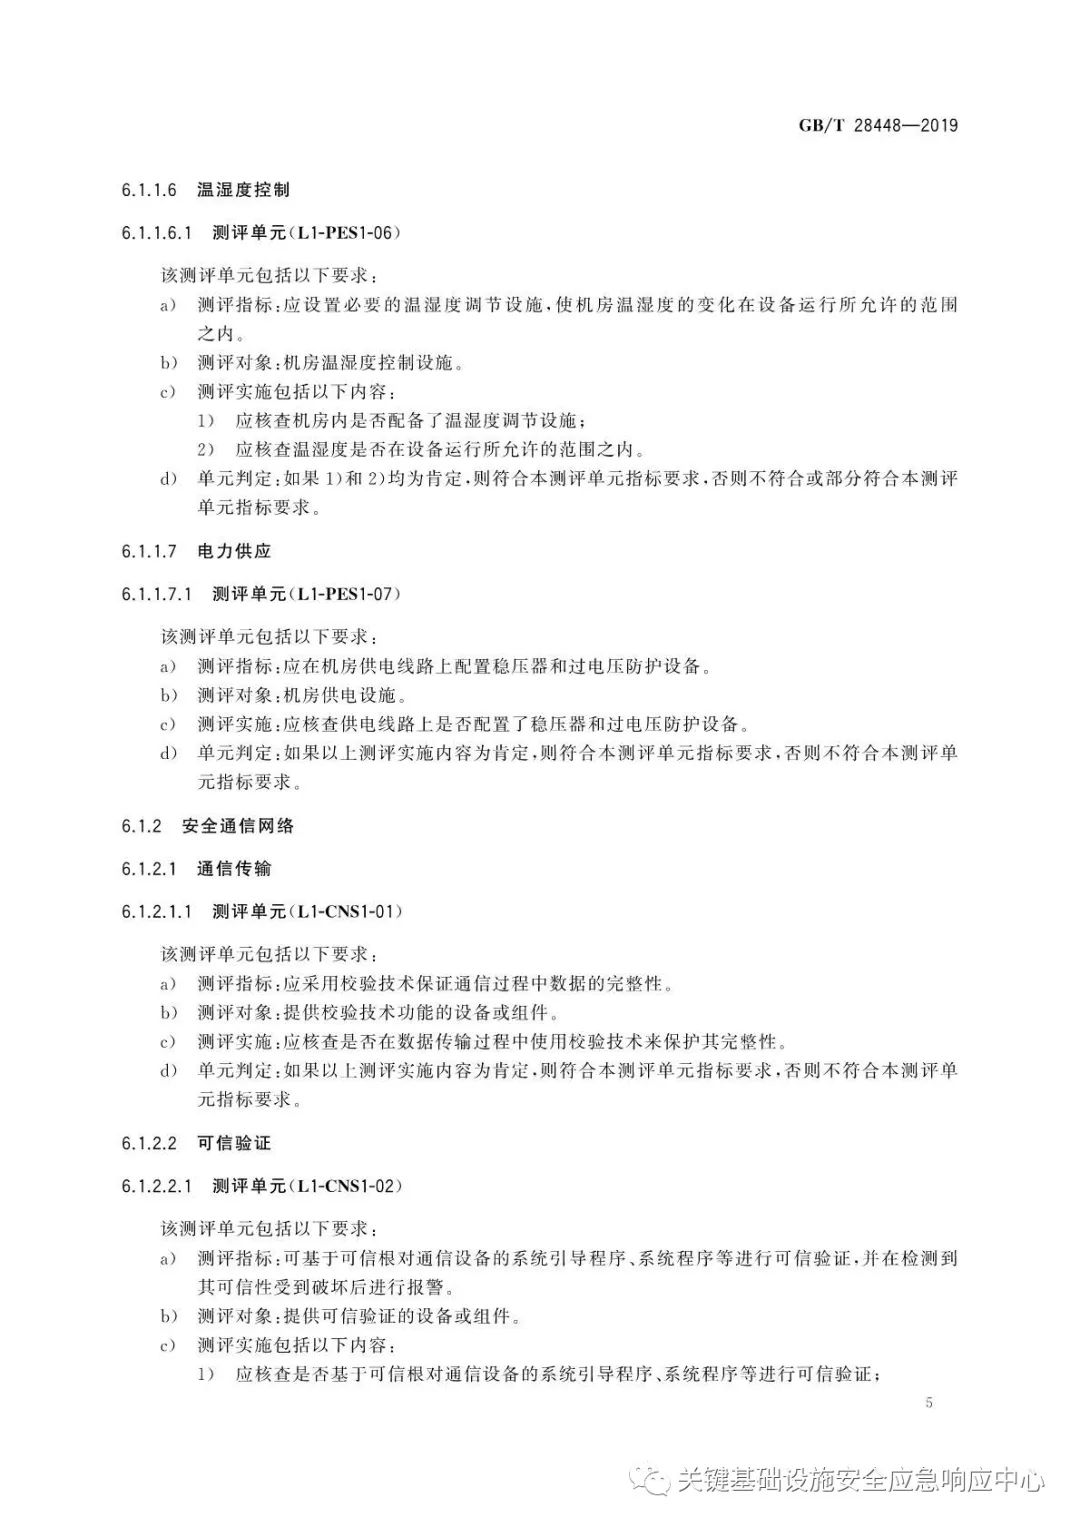 GB/T 28448—2019
6.1.1.6 温湿度控制
6.1.1.6.1 测评单元(L1-PES1-06)
该测评单元包括以下要求:
a) 测评指标:应设置必要的温湿度调节设施,使机房温湿度的变化在设备运行所允许的范围
之内。
b) 测评对象:机房温湿度控制设施。
c) 测评实施包括以下内容:
1) 应核查机房内是否配备了温湿度调节设施;
2) 应核查温湿度是否在设备运行所允许的范围之内。
d) 单元判定:如果 1)和 2)均为肯定,则符合本测评单元指标要求,否则不符合或部分符合本测评
单元指标要求。
6.1.1.7 电力供应
6.1.1.7.1 测评单元(L1-PES1-07)
该测评单元包括以下要求:
a) 测评指标:应在机房供电线路上配置稳压器和过电压防护设备。
b) 测评对象:机房供电设施。
c) 测评实施:应核查供电线路上是否配置了稳压器和过电压防护设备。
d) 单元判定:如果以上测评实施内容为肯定,则符合本测评单元指标要求,否则不符合本测评单
元指标要求。
6.1.2 安全通信网络
6.1.2.1 通信传输
6.1.2.1.1 测评单元(L1-CNS1-01)
该测评单元包括以下要求:
a) 测评指标:应采用校验技术保证通信过程中数据的完整性。
b) 测评对象:提供校验技术功能的设备或组件。
c) 测评实施:应核查是否在数据传输过程中使用校验技术来保护其完整性。
d) 单元判定:如果以上测评实施内容为肯定,则符合本测评单元指标要求,否则不符合本测评单
元指标要求。
6.1.2.2 可信验证
6.1.2.2.1 测评单元(L1-CNS1-02)
该测评单元包括以下要求:
a) 测评指标:可基于可信根对通信设备的系统引导程序、系统程序等进行可信验证,并在检测到
其可信性受到破坏后进行报警。
b) 测评对象:提供可信验证的设备或组件。
c) 测评实施包括以下内容:
1) 应核查是否基于可信根对通信设备的系统引导程序、系统程序等进行可信验证;
5
关键基础设施安全应急响应中心